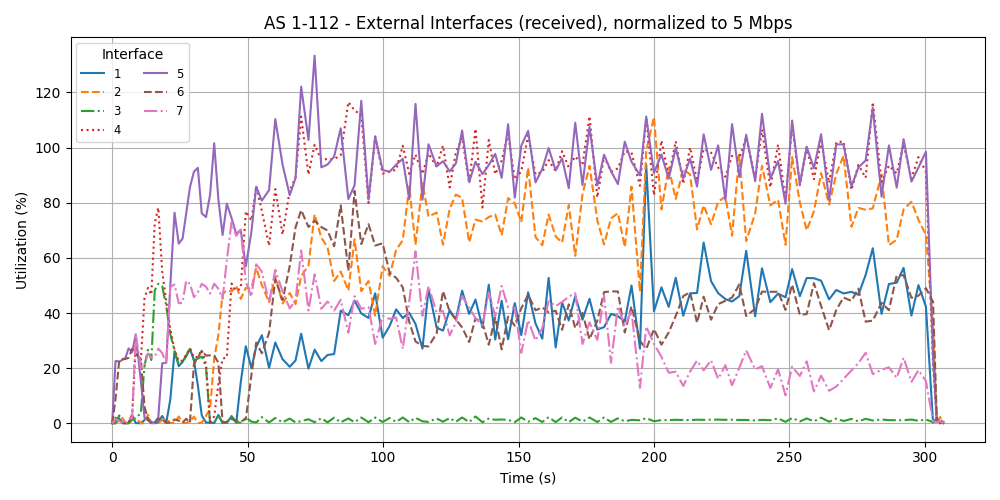 AS 1-112 - External Interfaces (received), normalized to 5 Mbps
Interface
1 5
2 6
3 7
4
Utilization (%)
120
100
80
60
40
20
0
0 50 100 150 200 250 300
Time (s)